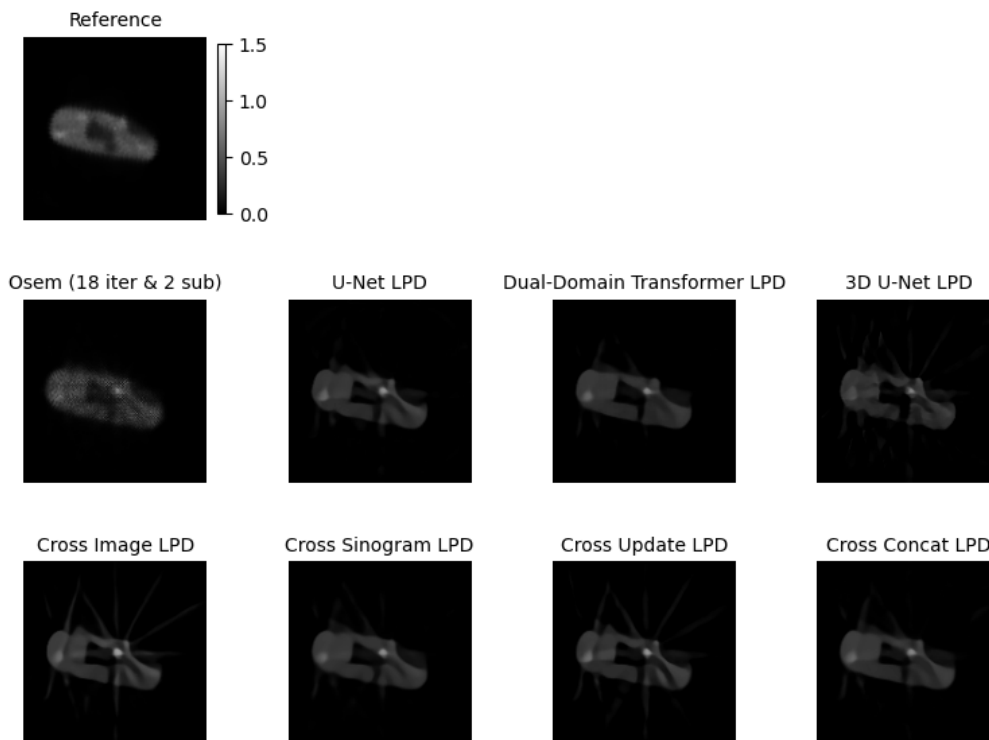 Reference
1.5
1.0
0.5
0.0
Osem (18 iter & 2 sub)
U-Net LPD
Dual-Domain Transformer LPD
3D U-Net LPD
Cross Image LPD
Cross Sinogram LPD
Cross Update LPD
Cross Concat LPD